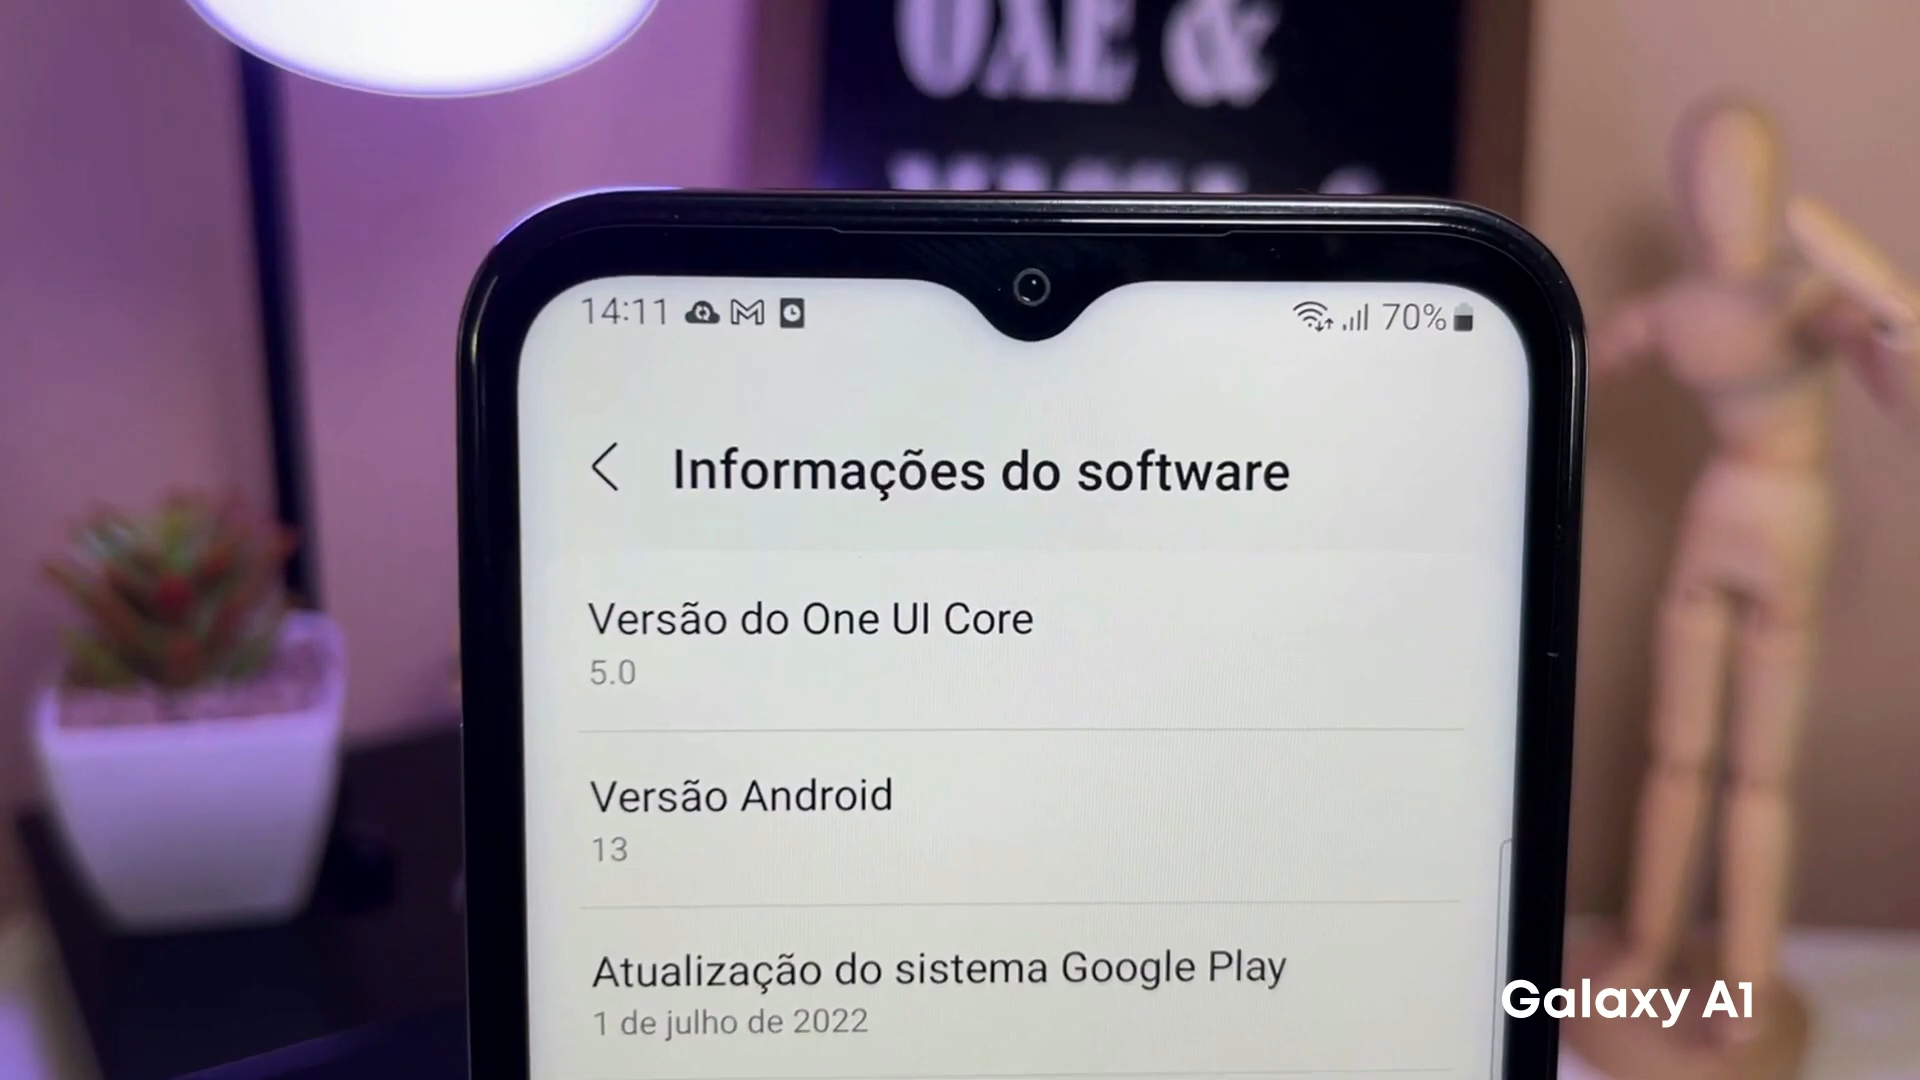 OXE &
14:11
70%
Informações do software
Versão do One UI Core
5.0
Versão Android
13
Atualização do sistema Google Play
1 de julho de 2022
Galaxy A1